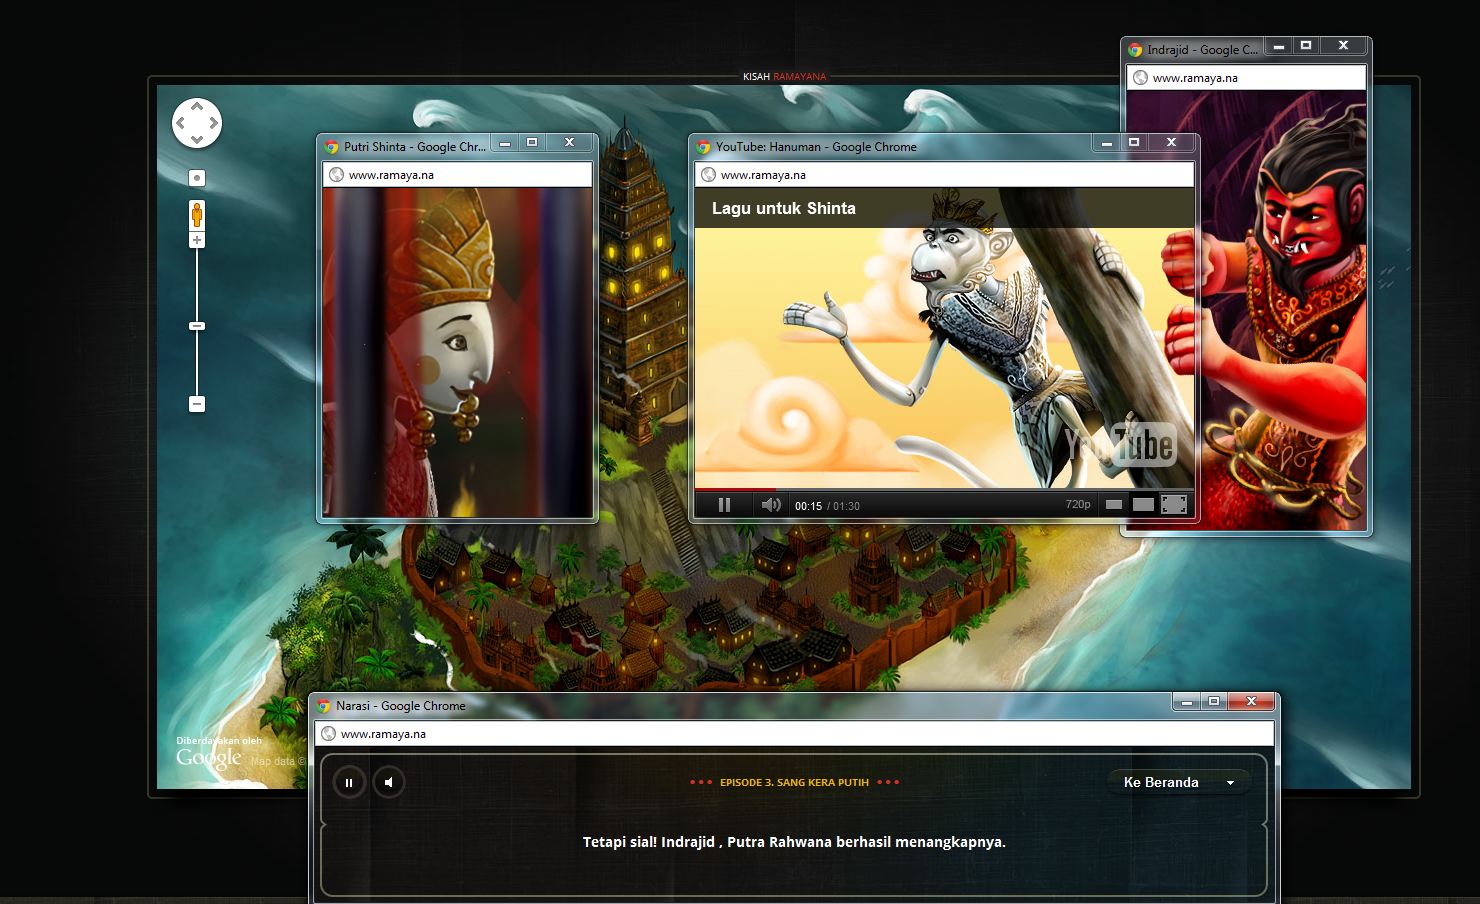 KISAH RAMAYANA
Indrajid - Google C...
www.ramaya.na
Putri Shinta - Google Chr...
www.ramaya.na
YouTube: Hanuman - Google Chrome
www.ramaya.na
Lagu untuk Shinta
YouTube
00:15 / 01:30
720p
Narasi - Google Chrome
www.ramaya.na
Diberdayakan oleh
Google
Map data ©
EPISODE 3. SANG KERA PUTIH
Ke Beranda
Tetapi sial! Indrajid , Putra Rahwana berhasil menangkapnya.